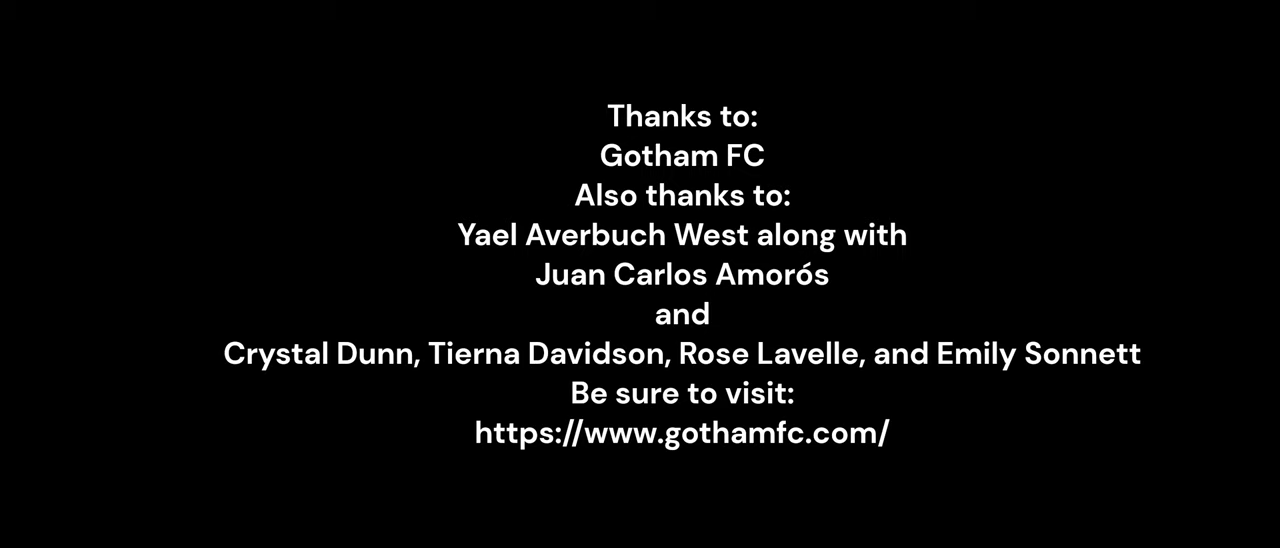 Thanks to:
Gotham FC
Also thanks to:
Yael Averbuch West along with
Juan Carlos Amorós
and
Crystal Dunn, Tierna Davidson, Rose Lavelle, and Emily Sonnett
Be sure to visit:
https://www.gothamfc.com/